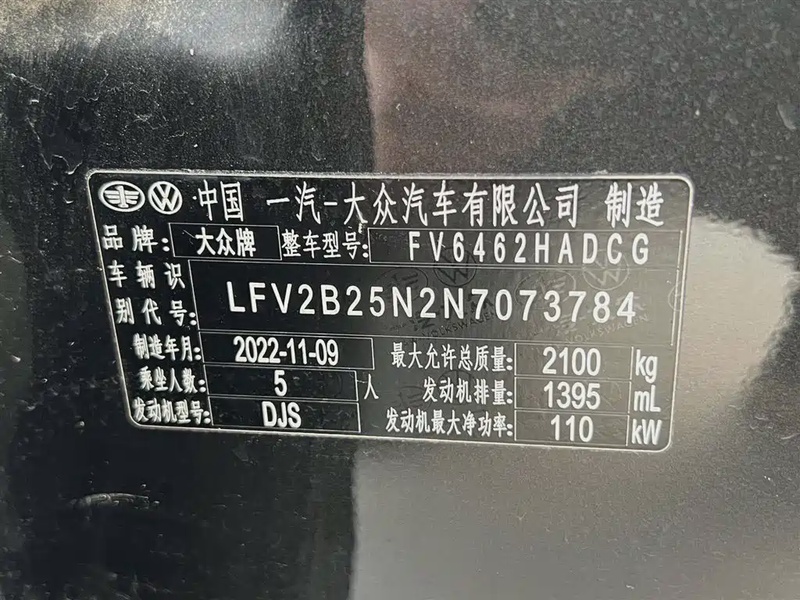 中国 一汽-大众汽车有限公司 制造
品牌: 大众牌 整车型号: FV6462HADCG
车辆识别代号: LFV2B25N2N7073784
制造年月: 2022-11-09 最大允许总质量: 2100 kg
乘坐人数: 5 人 发动机排量: 1395 mL
发动机型号: DJS 发动机最大净功率: 110 kW